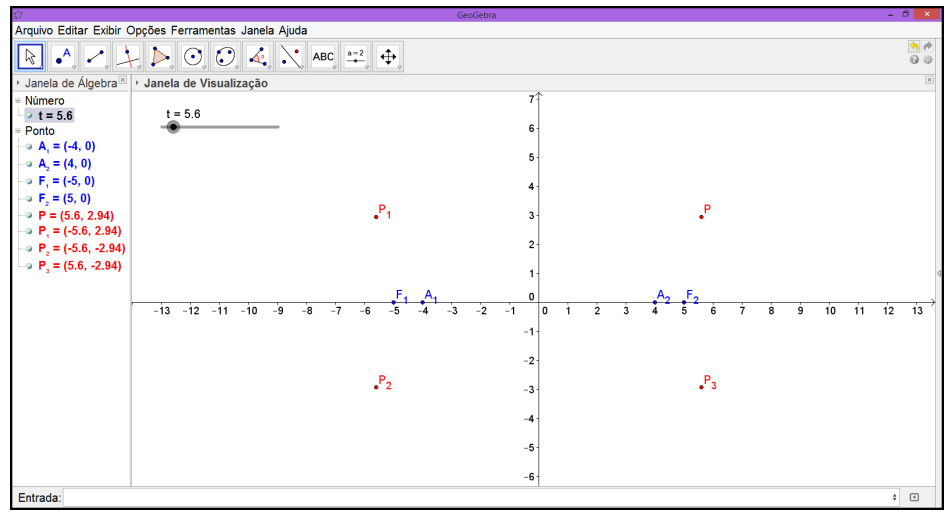 GeoGebra
Arquivo Editar Exibir Opções Ferramentas Janela Ajuda
A
ABC
a=2
Janela de Álgebra
Janela de Visualização
Número
t = 5.6
Ponto
A₁ = (-4, 0)
A₂ = (4, 0)
F₁ = (-5, 0)
F₂ = (5, 0)
P = (5.6, 2.94)
P₁ = (-5.6, 2.94)
P₂ = (-5.6, -2.94)
P₃ = (5.6, -2.94)
t = 5.6
7
6
5
4
P₁ P
3
2
1
F₁ A₁ 0 A₂ F₂
-13 -12 -11 -10 -9 -8 -7 -6 -5 -4 -3 -2 -1 0 1 2 3 4 5 6 7 8 9 10 11 12 13
-1
-2
P₂ P₃
-3
-4
-5
-6
Entrada: